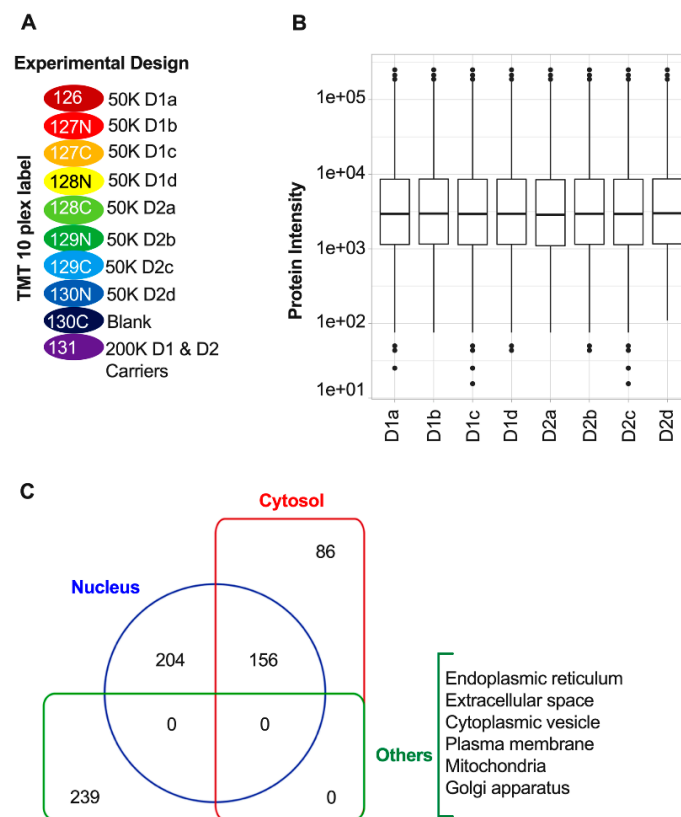 A
Experimental Design
TMT 10 plex label
126 50K D1a
127N 50K D1b
127C 50K D1c
128N 50K D1d
128C 50K D2a
129N 50K D2b
129C 50K D2c
130N 50K D2d
130C Blank
131 200K D1 & D2
Carriers
B
Protein Intensity
1e+05
1e+04
1e+03
1e+02
1e+01
D1a D1b D1c D1d D2a D2b D2c D2d
C
Cytosol
86
Nucleus
204 156
0 0
239 0
Others
Endoplasmic reticulum
Extracellular space
Cytoplasmic vesicle
Plasma membrane
Mitochondria
Golgi apparatus